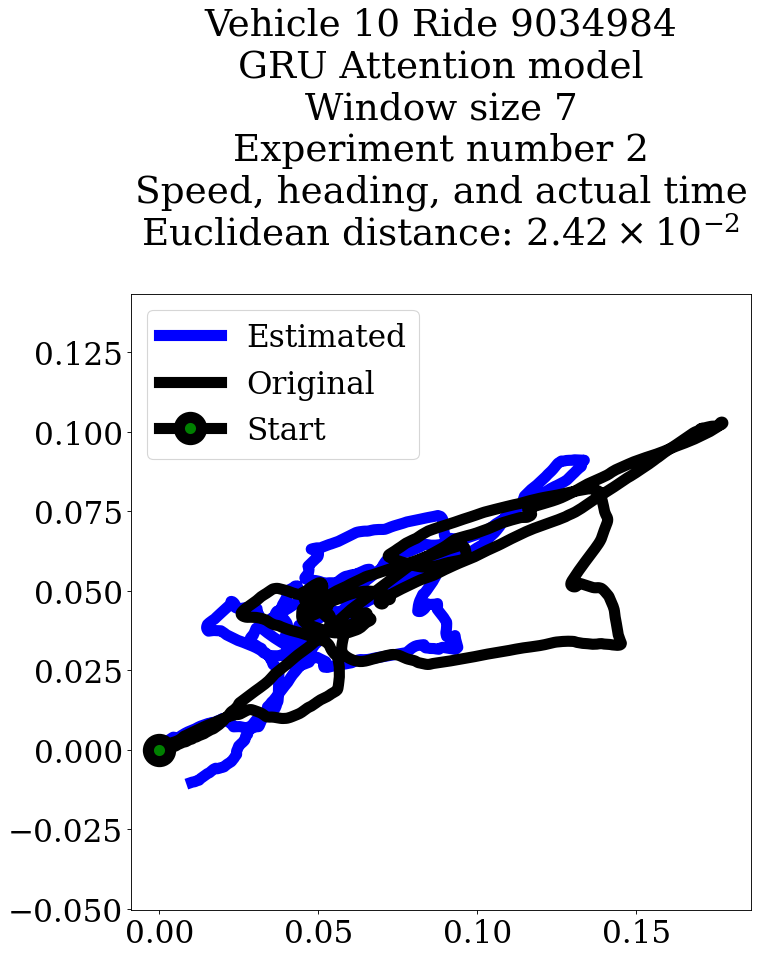 Vehicle 10 Ride 9034984
GRU Attention model
Window size 7
Experiment number 2
Speed, heading, and actual time
Euclidean distance: 2.42 × 10⁻²
Estimated
Original
Start
0.125
0.100
0.075
0.050
0.025
0.000
−0.025
−0.050
0.00 0.05 0.10 0.15